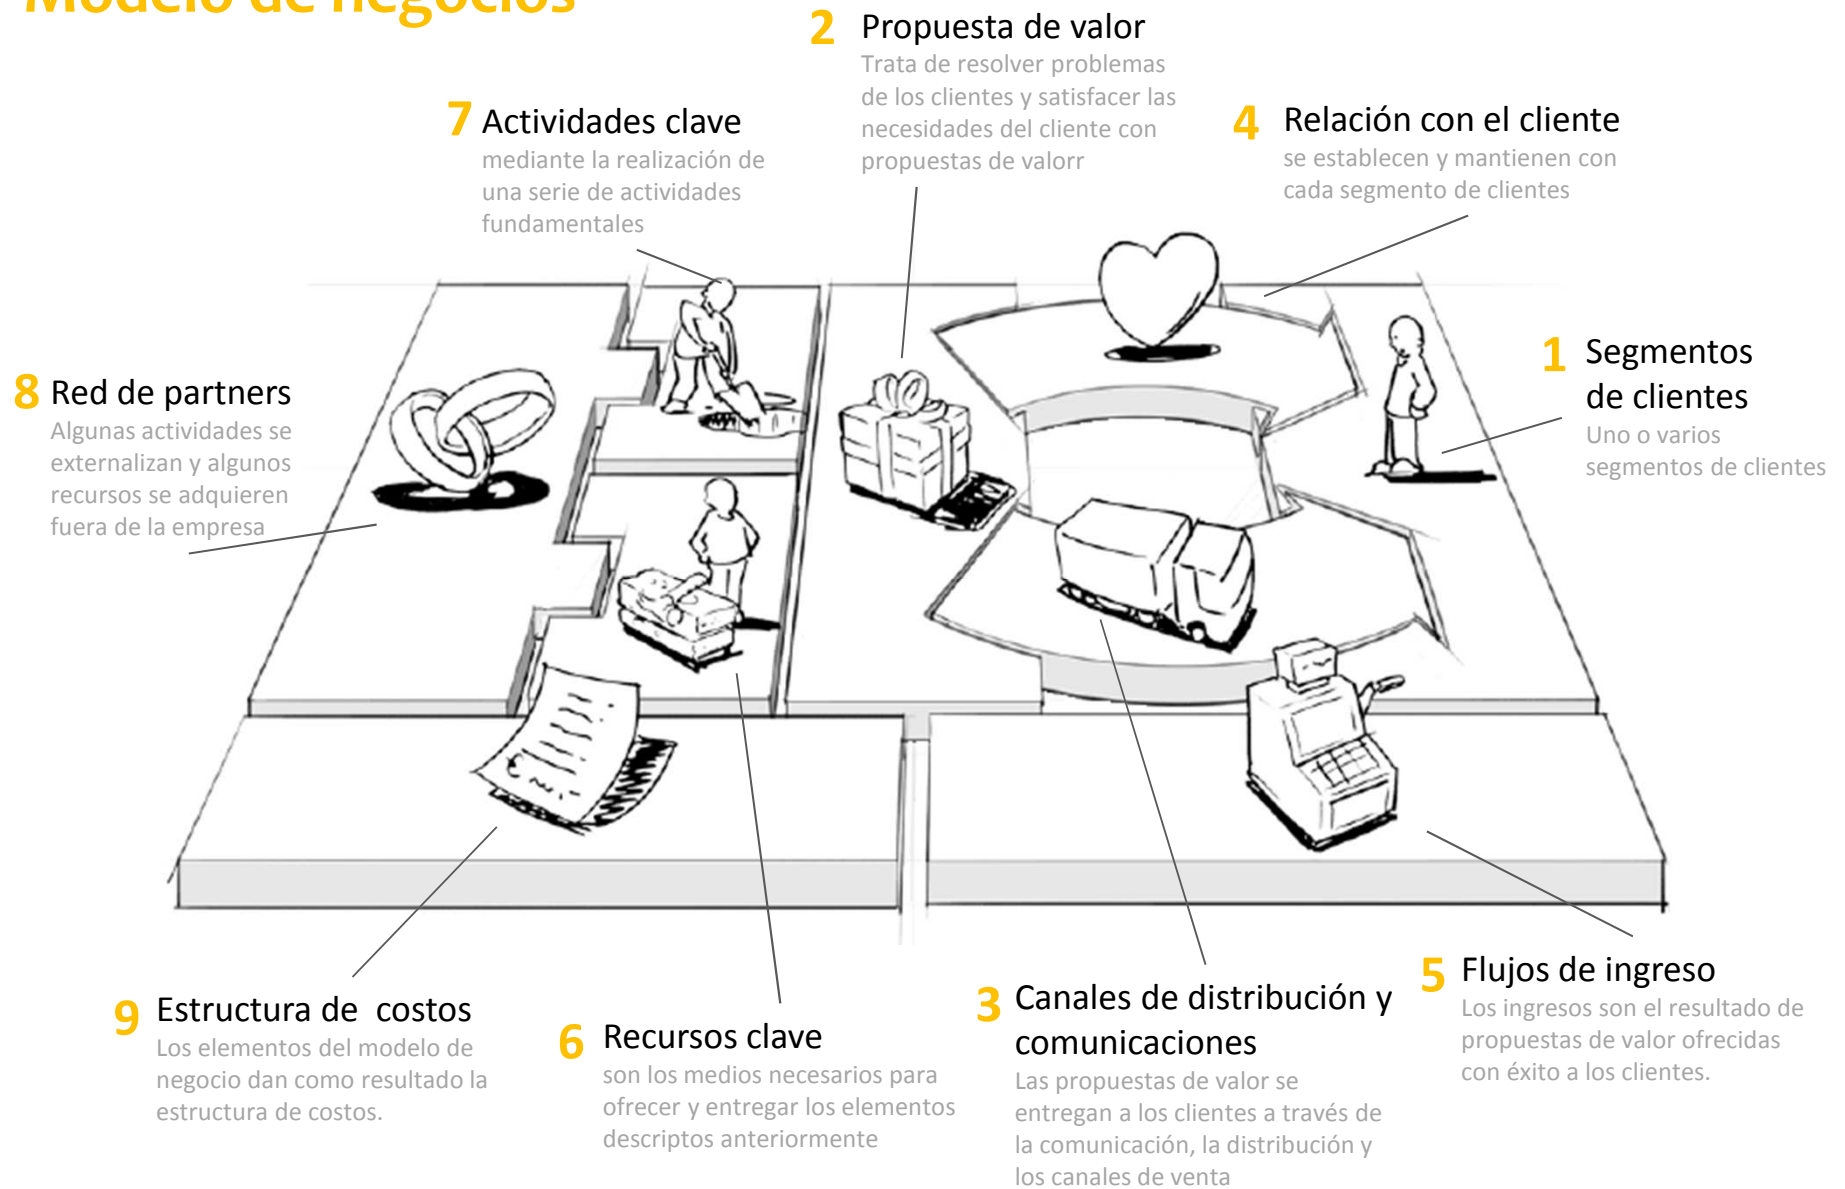 Modelo de negocios
2 Propuesta de valor
Trata de resolver problemas
de los clientes y satisfacer las
necesidades del cliente con
propuestas de valorr
7 Actividades clave
mediante la realización de
una serie de actividades
fundamentales
4 Relación con el cliente
se establecen y mantienen con
cada segmento de clientes
1 Segmentos
de clientes
Uno o varios
segmentos de clientes
8 Red de partners
Algunas actividades se
externalizan y algunos
recursos se adquieren
fuera de la empresa
9 Estructura de costos
Los elementos del modelo de
negocio dan como resultado la
estructura de costos.
6 Recursos clave
son los medios necesarios para
ofrecer y entregar los elementos
descriptos anteriormente
3 Canales de distribución y
comunicaciones
Las propuestas de valor se
entregan a los clientes a través de
la comunicación, la distribución y
los canales de venta
5 Flujos de ingreso
Los ingresos son el resultado de
propuestas de valor ofrecidas
con éxito a los clientes.